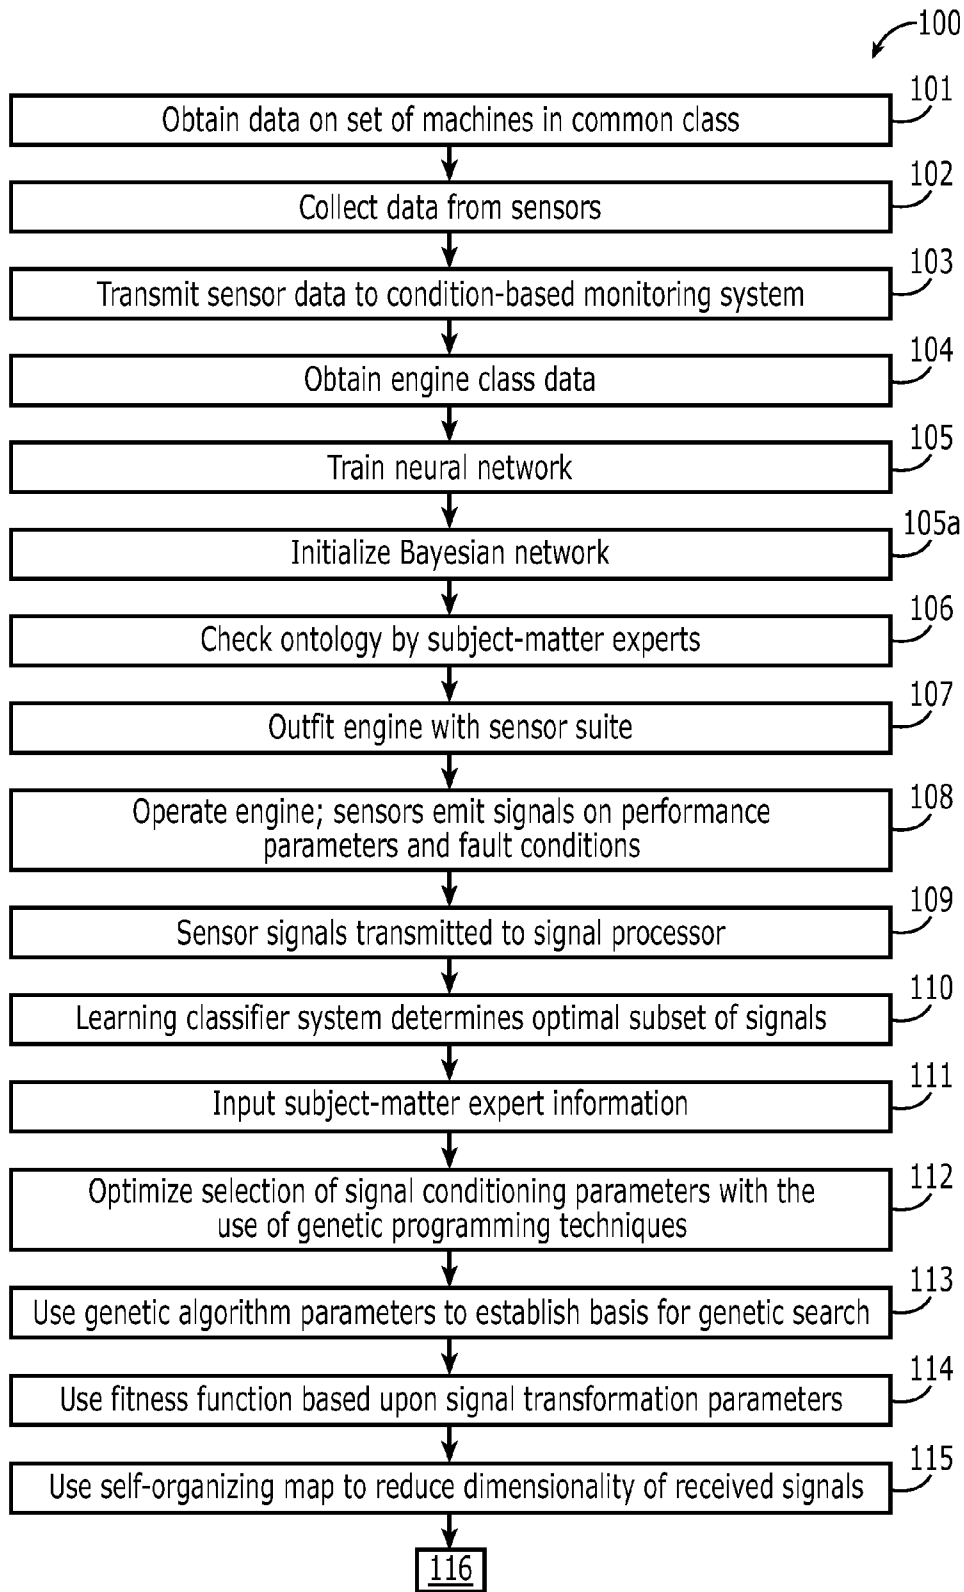 100
101
Obtain data on set of machines in common class
102
Collect data from sensors
103
Transmit sensor data to condition-based monitoring system
104
Obtain engine class data
105
Train neural network
105a
Initialize Bayesian network
106
Check ontology by subject-matter experts
107
Outfit engine with sensor suite
108
Operate engine; sensors emit signals on performance
parameters and fault conditions
109
Sensor signals transmitted to signal processor
110
Learning classifier system determines optimal subset of signals
111
Input subject-matter expert information
112
Optimize selection of signal conditioning parameters with the
use of genetic programming techniques
113
Use genetic algorithm parameters to establish basis for genetic search
114
Use fitness function based upon signal transformation parameters
115
Use self-organizing map to reduce dimensionality of received signals
116